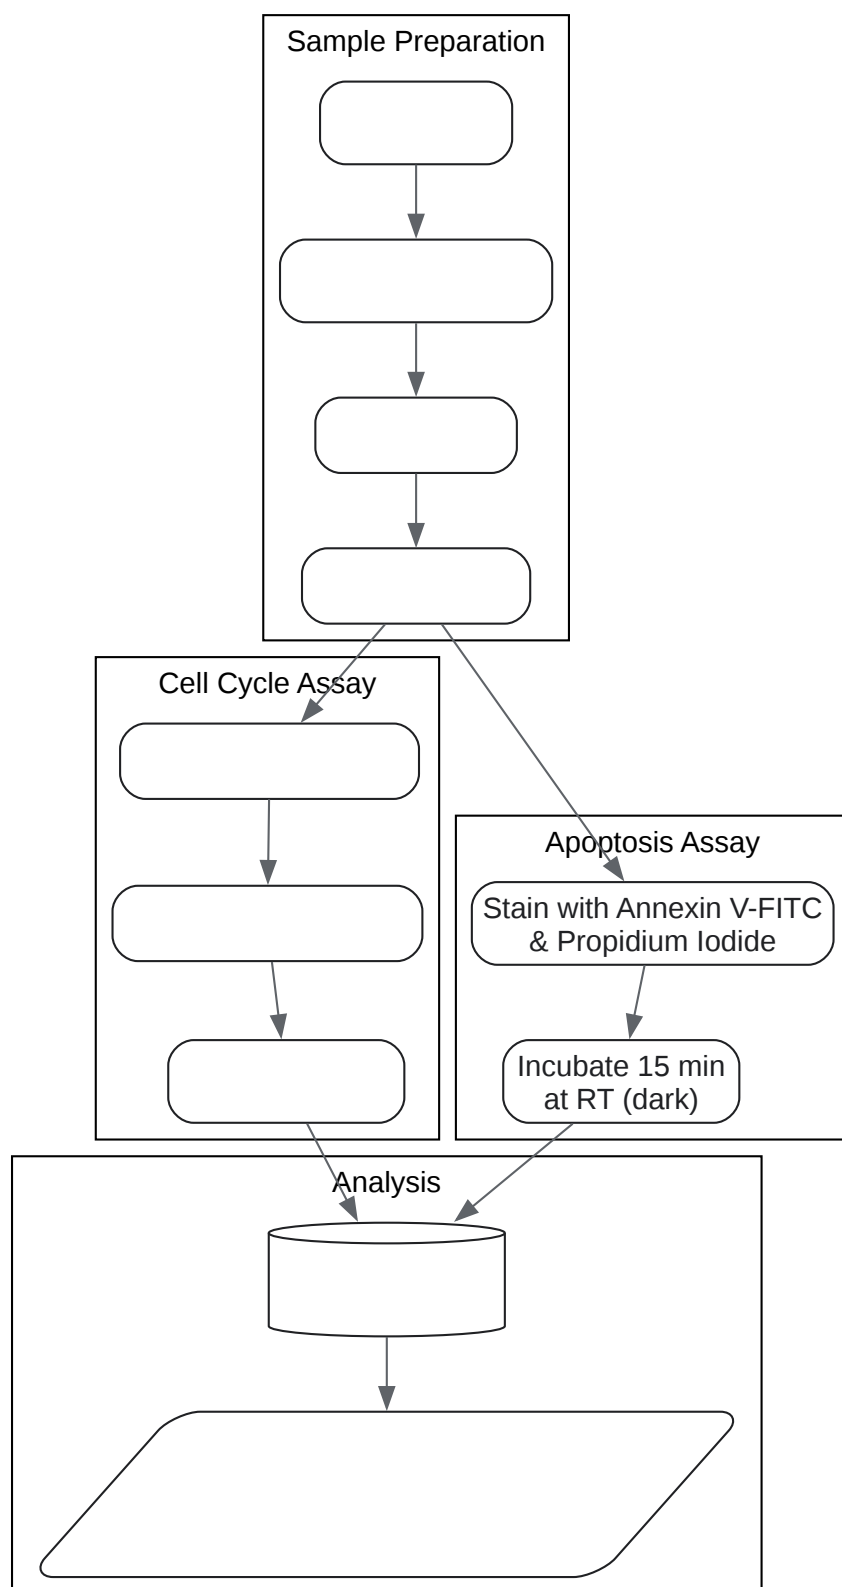 Sample Preparation
Cell Cycle Assay
Apoptosis Assay
Stain with Annexin V-FITC
& Propidium Iodide
Incubate 15 min
at RT (dark)
Analysis